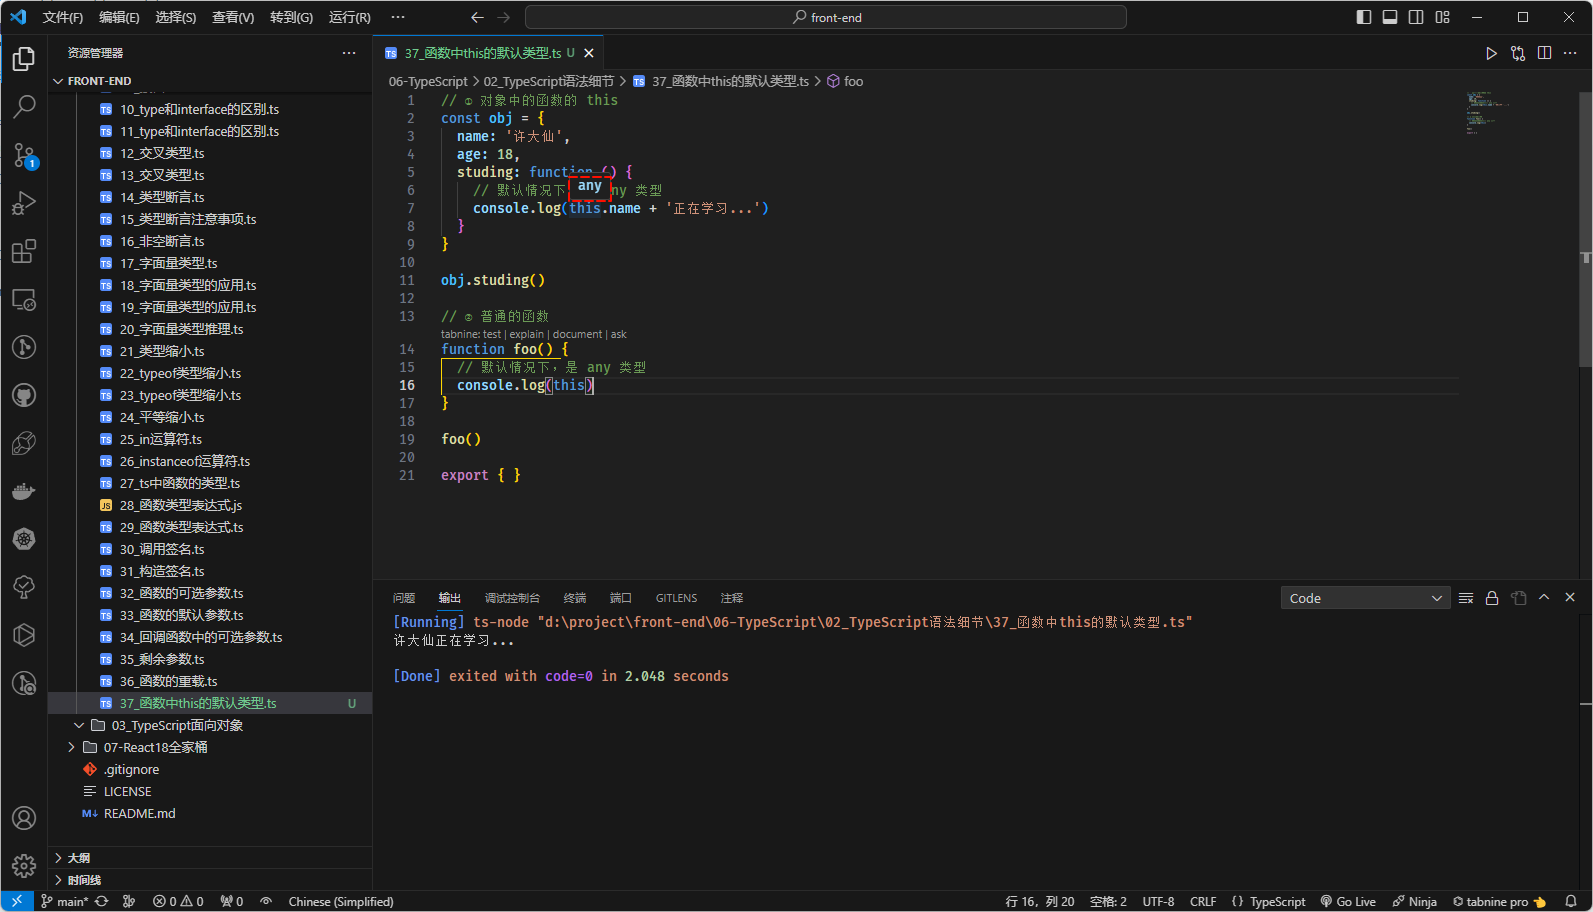 文件(F) 编辑(E) 选择(S) 查看(V) 转到(G) 运行(R) ··· front-end
资源管理器 ···
FRONT-END
10_type和interface的区别.ts
11_type和interface的区别.ts
12_交叉类型.ts
13_交叉类型.ts
14_类型断言.ts
15_类型断言注意事项.ts
16_非空断言.ts
17_字面量类型.ts
18_字面量类型的应用.ts
19_字面量类型的应用.ts
20_字面量类型推理.ts
21_类型缩小.ts
22_typeof类型缩小.ts
23_typeof类型缩小.ts
24_平等缩小.ts
25_in运算符.ts
26_instanceof运算符.ts
27_ts中函数的类型.ts
28_函数类型表达式.js
29_函数类型表达式.ts
30_调用签名.ts
31_构造签名.ts
32_函数的可选参数.ts
33_函数的默认参数.ts
34_回调函数中的可选参数.ts
35_剩余参数.ts
36_函数的重载.ts
37_函数中this的默认类型.ts U
03_TypeScript面向对象
07-React18全家桶
.gitignore
LICENSE
README.md
大纲
时间线
37_函数中this的默认类型.ts U
06-TypeScript > 02_TypeScript语法细节 > 37_函数中this的默认类型.ts > foo
1 // ① 对象中的函数的 this
2 const obj = {
3 name: '许大仙',
4 age: 18,
5 studing: function () {
any
6 // 默认情况下 ny 类型
7 console.log(this.name + '正在学习...')
8 }
9 }
10
11 obj.studing()
12
13 // ② 普通的函数
tabnine: test | explain | document | ask
14 function foo() {
15 // 默认情况下，是 any 类型
16 console.log(this)
17 }
18
19 foo()
20
21 export { }
问题 输出 调试控制台 终端 端口 GITLENS 注释 Code
[Running] ts-node "d:\project\front-end\06-TypeScript\02_TypeScript语法细节\37_函数中this的默认类型.ts"
许大仙正在学习...
[Done] exited with code=0 in 2.048 seconds
main* 0 0 0 Chinese (Simplified) 行 16，列 20 空格: 2 UTF-8 CRLF {} TypeScript Go Live Ninja tabnine pro